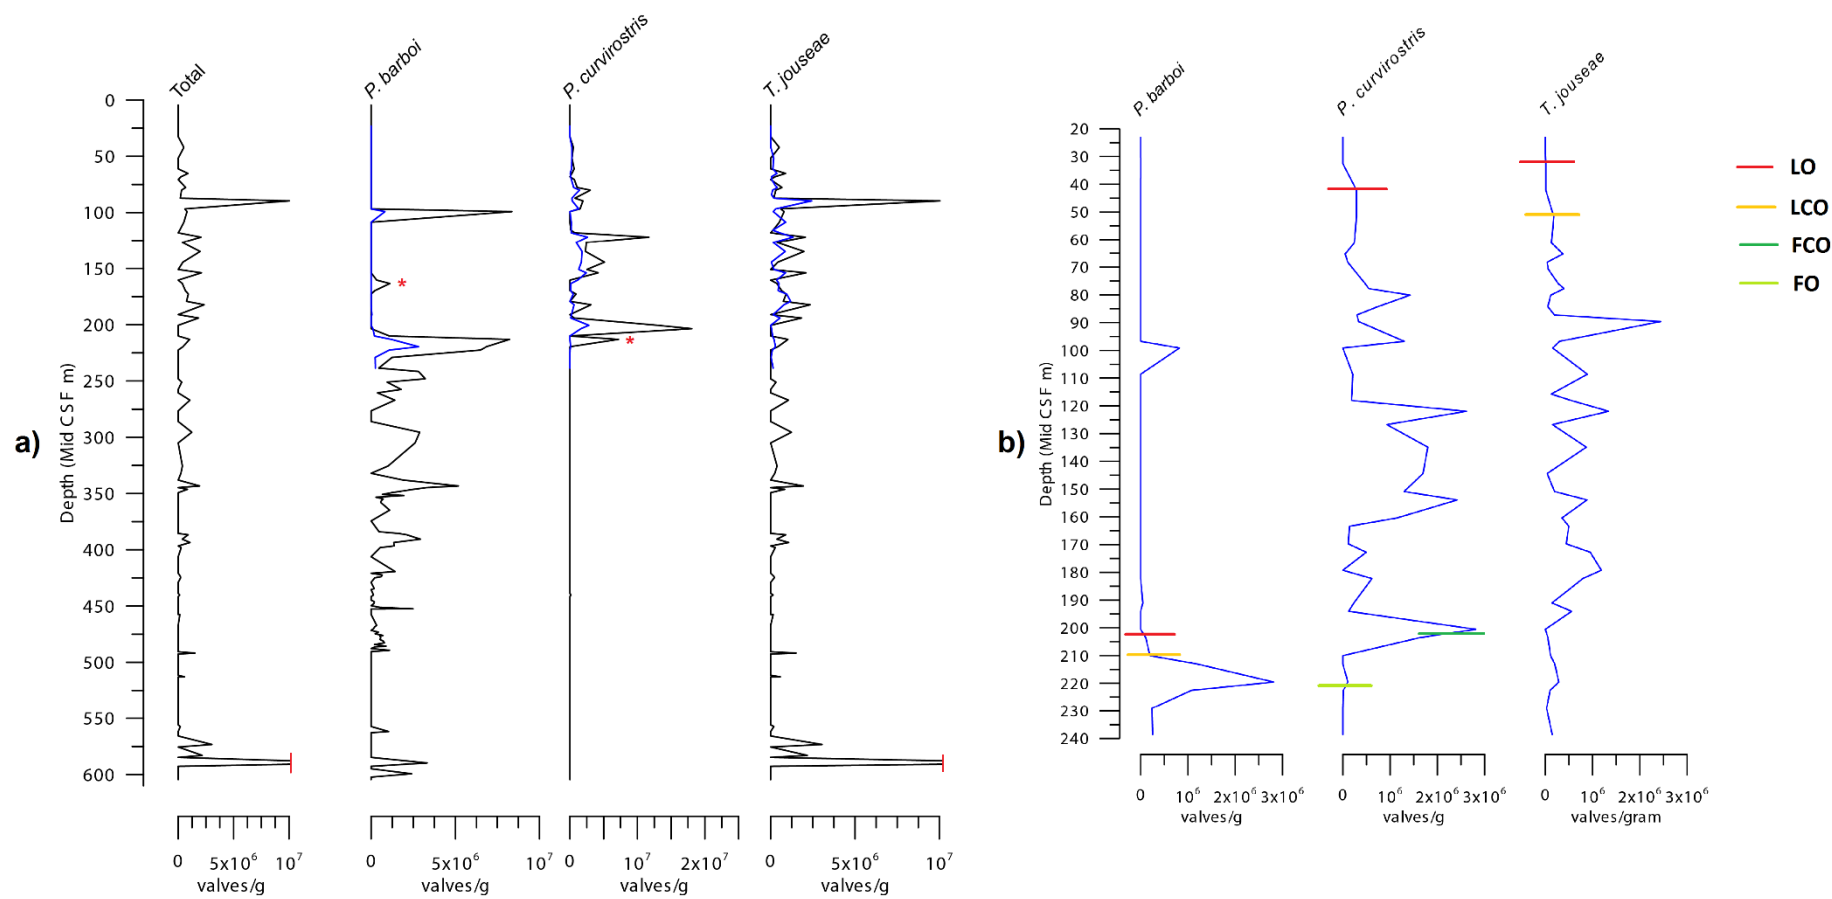 a)
Total
P. barboi
P. curvirostris
T. jouseae
Depth (Mid CSF m)
0
50
100
150
200
250
300
350
400
450
500
550
600
*
*
0 5x10⁶ 10⁷
valves/g
0 5x10⁶ 10⁷
valves/g
0 10⁷ 2x10⁷
valves/g
0 5x10⁶ 10⁷
valves/g
b)
P. barboi
P. curvirostris
T. jouseae
Depth (Mid CSF m)
20
30
40
50
60
70
80
90
100
110
120
130
140
150
160
170
180
190
200
210
220
230
240
0 10⁶ 2x10⁶ 3x10⁶
valves/g
0 10⁶ 2x10⁶ 3x10⁶
valves/g
0 10⁶ 2x10⁶ 3x10⁶
valves/gram
LO
LCO
FCO
FO